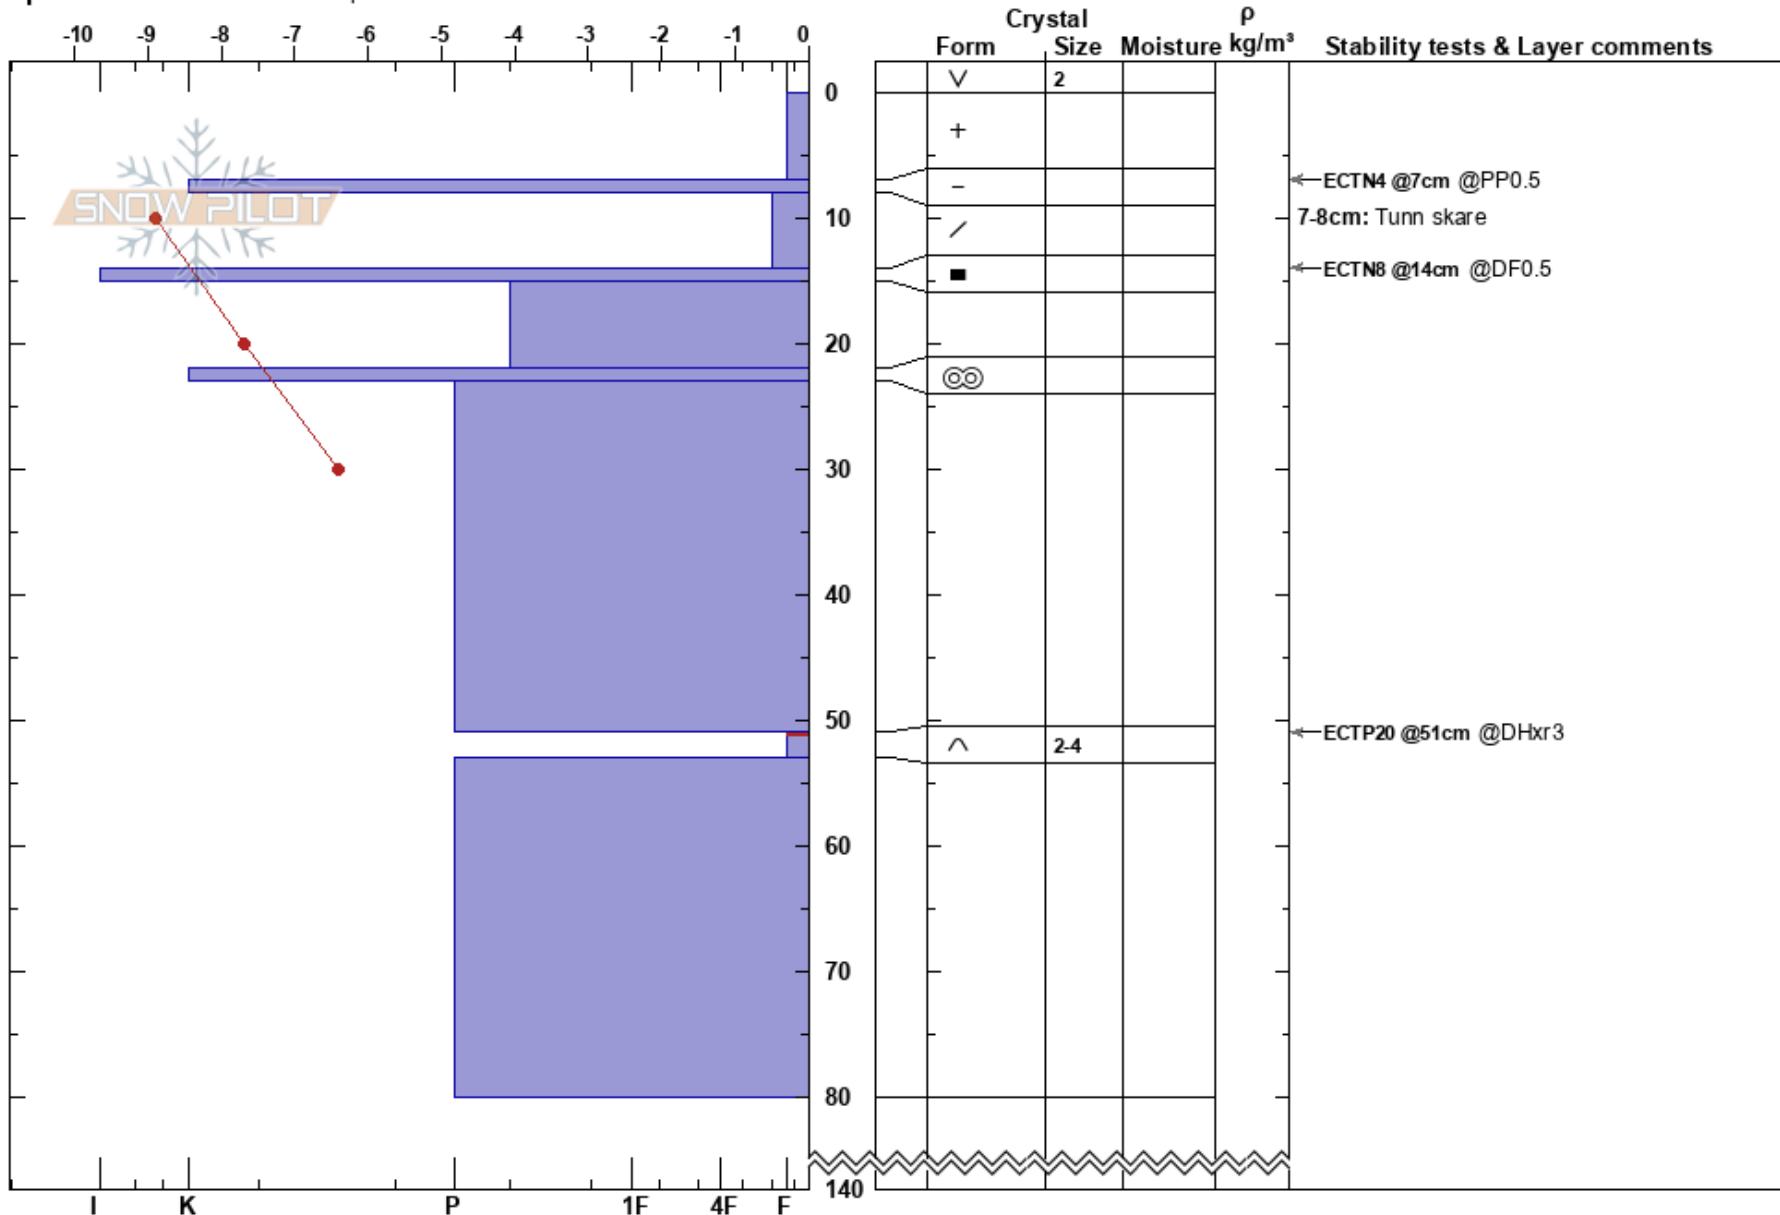 Crystal ρ
-10 -9 -8 -7 -6 -5 -4 -3 -2 -1 0 Form Size Moisture kg/m³ Stability tests & Layer comments
2
0
+
ECTN4 @7cm @PP0.5
SNOW PILOT
10 7-8cm: Tunn skare
ECTN8 @14cm @DF0.5
20
30
40
50
ECTP20 @51cm @DHxr3
2-4
60
70
80
140
I K P 1F 4F F